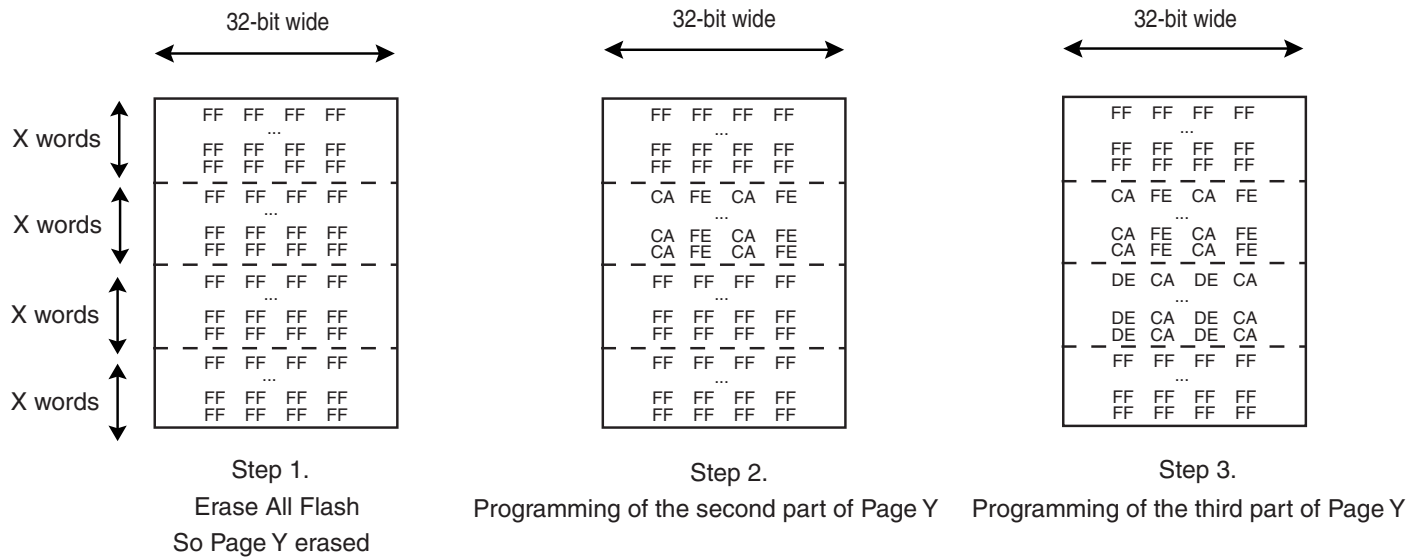 32-bit wide
32-bit wide
32-bit wide
X words
X words
X words
X words
FF FF FF FF
...
FF FF FF FF
FF FF FF FF
FF FF FF FF
...
FF FF FF FF
FF FF FF FF
FF FF FF FF
...
FF FF FF FF
FF FF FF FF
FF FF FF FF
...
FF FF FF FF
FF FF FF FF
Step 1.
Erase All Flash
So Page Y erased
FF FF FF FF
...
FF FF FF FF
FF FF FF FF
CA FE CA FE
...
CA FE CA FE
CA FE CA FE
FF FF FF FF
...
FF FF FF FF
FF FF FF FF
FF FF FF FF
...
FF FF FF FF
FF FF FF FF
Step 2.
Programming of the second part of Page Y
FF FF FF FF
...
FF FF FF FF
FF FF FF FF
CA FE CA FE
...
CA FE CA FE
CA FE CA FE
DE CA DE CA
...
DE CA DE CA
DE CA DE CA
FF FF FF FF
...
FF FF FF FF
FF FF FF FF
Step 3.
Programming of the third part of Page Y